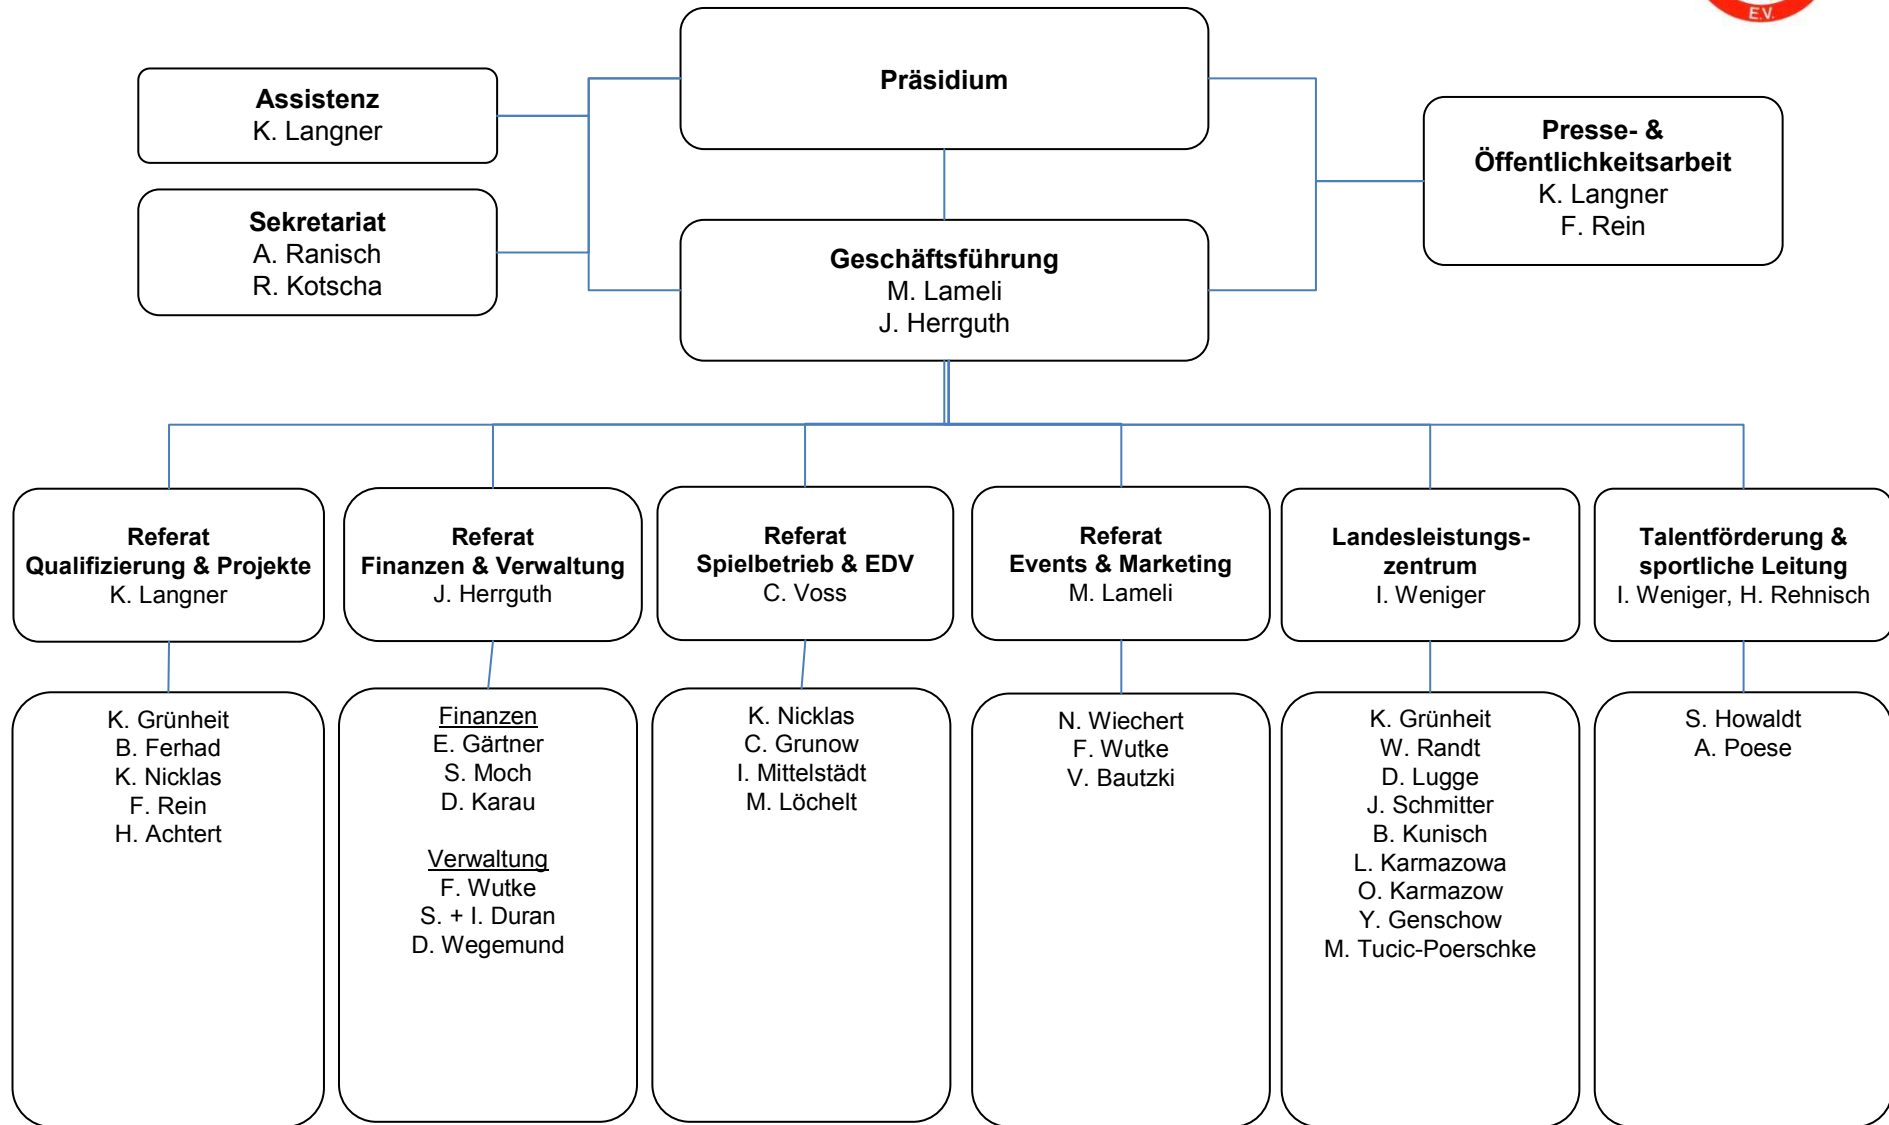 E.V.
Präsidium
Assistenz
K. Langner
Sekretariat
A. Ranisch
R. Kotscha
Presse- &
Öffentlichkeitsarbeit
K. Langner
F. Rein
Geschäftsführung
M. Lameli
J. Herrguth
Referat
Qualifizierung & Projekte
K. Langner
Referat
Finanzen & Verwaltung
J. Herrguth
Referat
Spielbetrieb & EDV
C. Voss
Referat
Events & Marketing
M. Lameli
Landesleistungs-
zentrum
I. Weniger
Talentförderung &
sportliche Leitung
I. Weniger, H. Rehnisch
K. Grünheit
B. Ferhad
K. Nicklas
F. Rein
H. Achtert
Finanzen
E. Gärtner
S. Moch
D. Karau
Verwaltung
F. Wutke
S. + I. Duran
D. Wegemund
K. Nicklas
C. Grunow
I. Mittelstädt
M. Löchelt
N. Wiechert
F. Wutke
V. Bautzki
K. Grünheit
W. Randt
D. Lugge
J. Schmitter
B. Kunisch
L. Karmazowa
O. Karmazow
Y. Genschow
M. Tucic-Poerschke
S. Howaldt
A. Poese